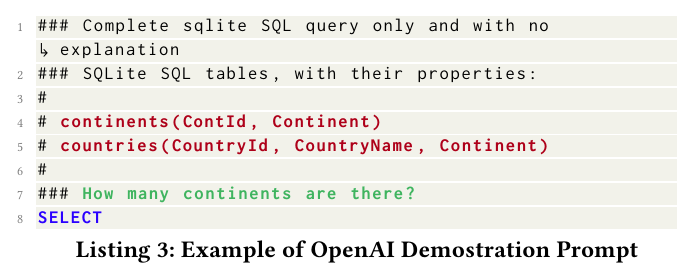 1 ### Complete sqlite SQL query only and with no
↳ explanation
2 ### SQLite SQL tables, with their properties:
3 #
4 # continents(ContId, Continent)
5 # countries(CountryId, CountryName, Continent)
6 #
7 ### How many continents are there?
8 SELECT
Listing 3: Example of OpenAI Demostration Prompt